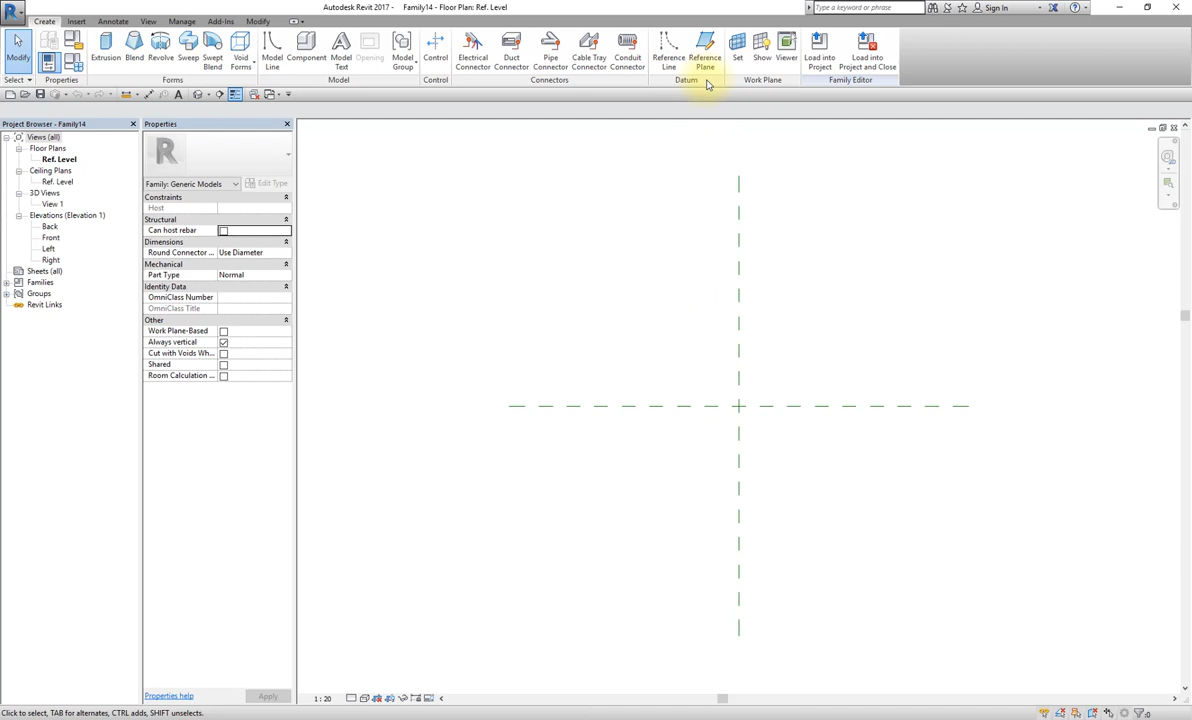 Autodesk Revit 2017 - Family14 - Floor Plan: Ref. Level
Type a keyword or phrase
Sign In
Create Insert Annotate View Manage Add-Ins Modify
Modify
Extrusion Blend Revolve Sweep Swept Blend Void Forms
Model Line Component Model Text Opening Model Group
Control
Electrical Connector Duct Connector Pipe Connector Cable Tray Connector Conduit Connector
Reference Line Reference Plane
Set Show Viewer
Load into Project Load into Project and Close
Select Properties Forms Model Control Connectors Datum Work Plane Family Editor
Project Browser - Family14
Views (all)
Floor Plans
Ref. Level
Ceiling Plans
Ref. Level
3D Views
View 1
Elevations (Elevation 1)
Back
Front
Left
Right
Sheets (all)
Families
Groups
Revit Links
Properties
R
Family: Generic Models Edit Type
Constraints
Host
Structural
Can host rebar
Dimensions
Round Connector ... Use Diameter
Mechanical
Part Type Normal
Identity Data
OmniClass Number
OmniClass Title
Other
Work Plane-Based
Always vertical
Cut with Voids Wh...
Shared
Room Calculation ...
Properties help Apply
1 : 20
Click to select, TAB for alternates, CTRL adds, SHIFT unselects.
:0